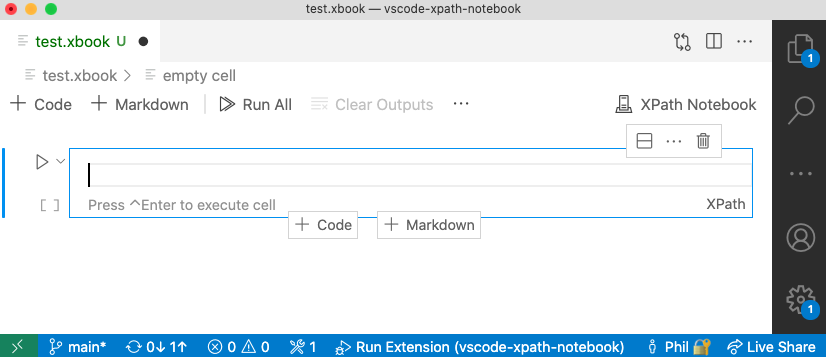 test.xbook — vscode-xpath-notebook
test.xbook U
test.xbook > empty cell
1
+ Code + Markdown Run All Clear Outputs ... XPath Notebook
...
[ ] Press ^Enter to execute cell XPath
+ Code + Markdown
1
main* 0↓ 1↑ 0 0 1 Run Extension (vscode-xpath-notebook) Phil 🔐 Live Share